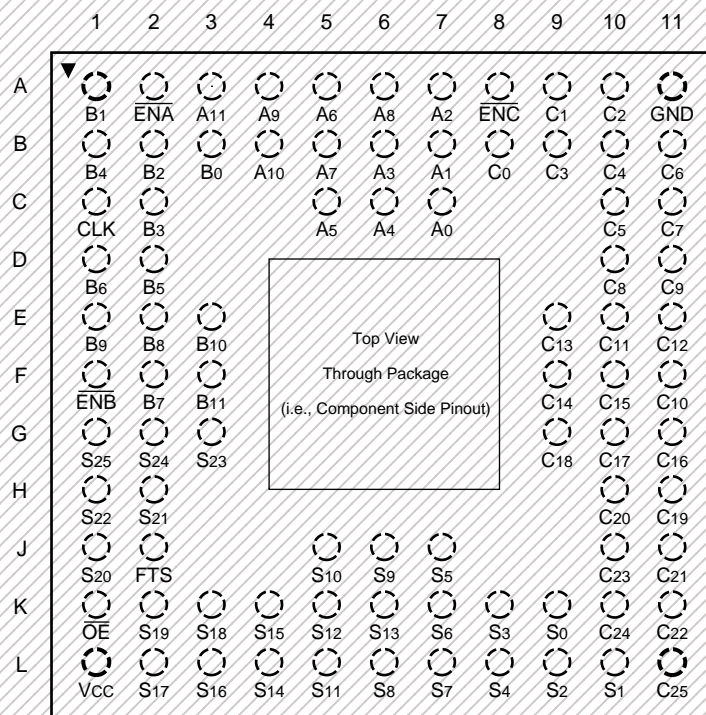 1 2 3 4 5 6 7 8 9 10 11
A
B1 ENA A11 A9 A6 A8 A2 ENC C1 C2 GND
B
B4 B2 B0 A10 A7 A3 A1 C0 C3 C4 C6
C
CLK B3 A5 A4 A0 C5 C7
D
B6 B5 C8 C9
E
B9 B8 B10 C13 C11 C12
Top View
Through Package
(i.e., Component Side Pinout)
F
ENB B7 B11 C14 C15 C10
G
S25 S24 S23 C18 C17 C16
H
S22 S21 C20 C19
J
S20 FTS S10 S9 S5 C23 C21
K
OE S19 S18 S15 S12 S13 S6 S3 S0 C24 C22
L
VCC S17 S16 S14 S11 S8 S7 S4 S2 S1 C25